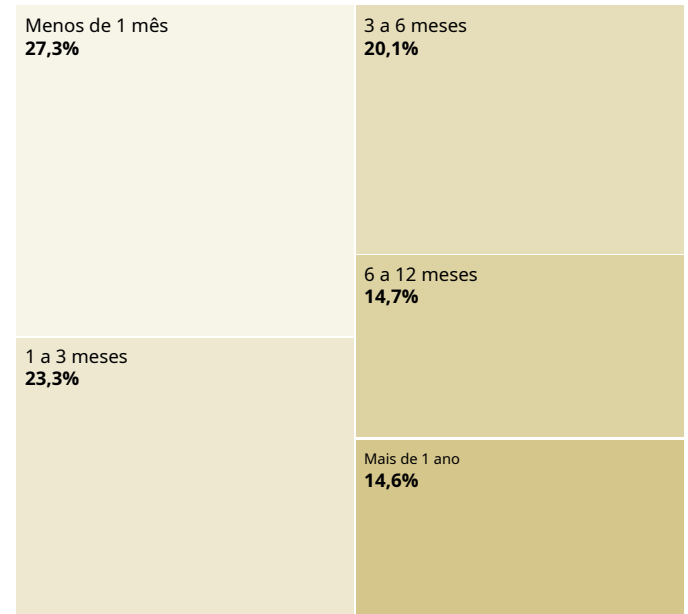 Menos de 1 mês
27,3%
1 a 3 meses
23,3%
3 a 6 meses
20,1%
6 a 12 meses
14,7%
Mais de 1 ano
14,6%